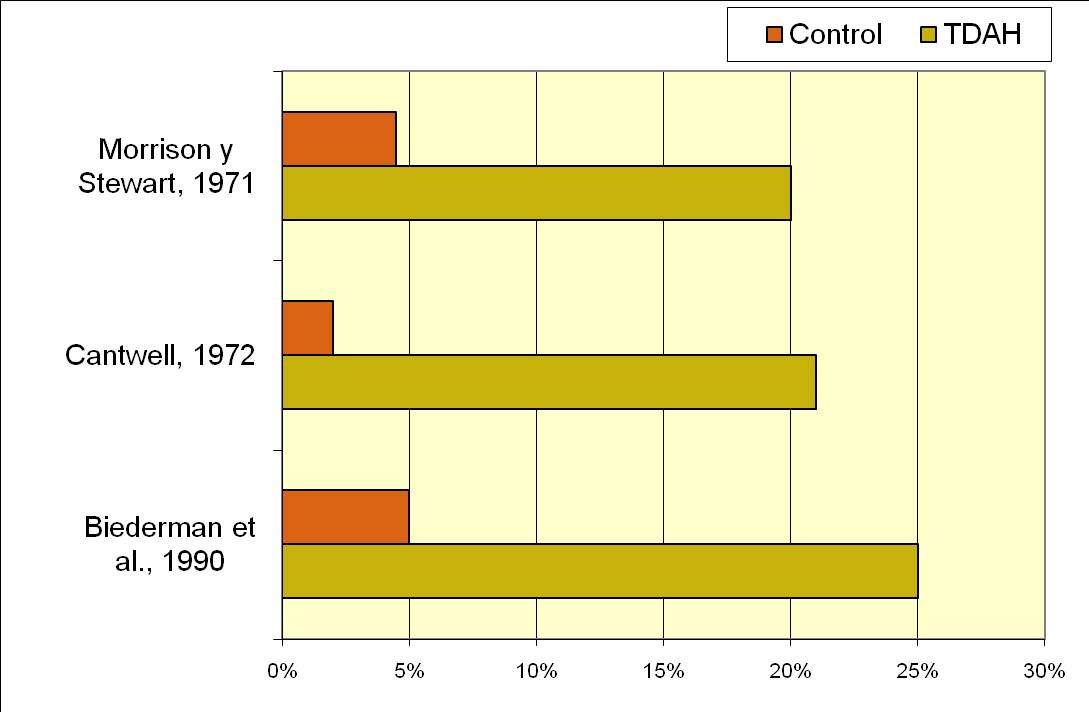 Control TDAH
Morrison y
Stewart, 1971
Cantwell, 1972
Biederman et
al., 1990
0% 5% 10% 15% 20% 25% 30%